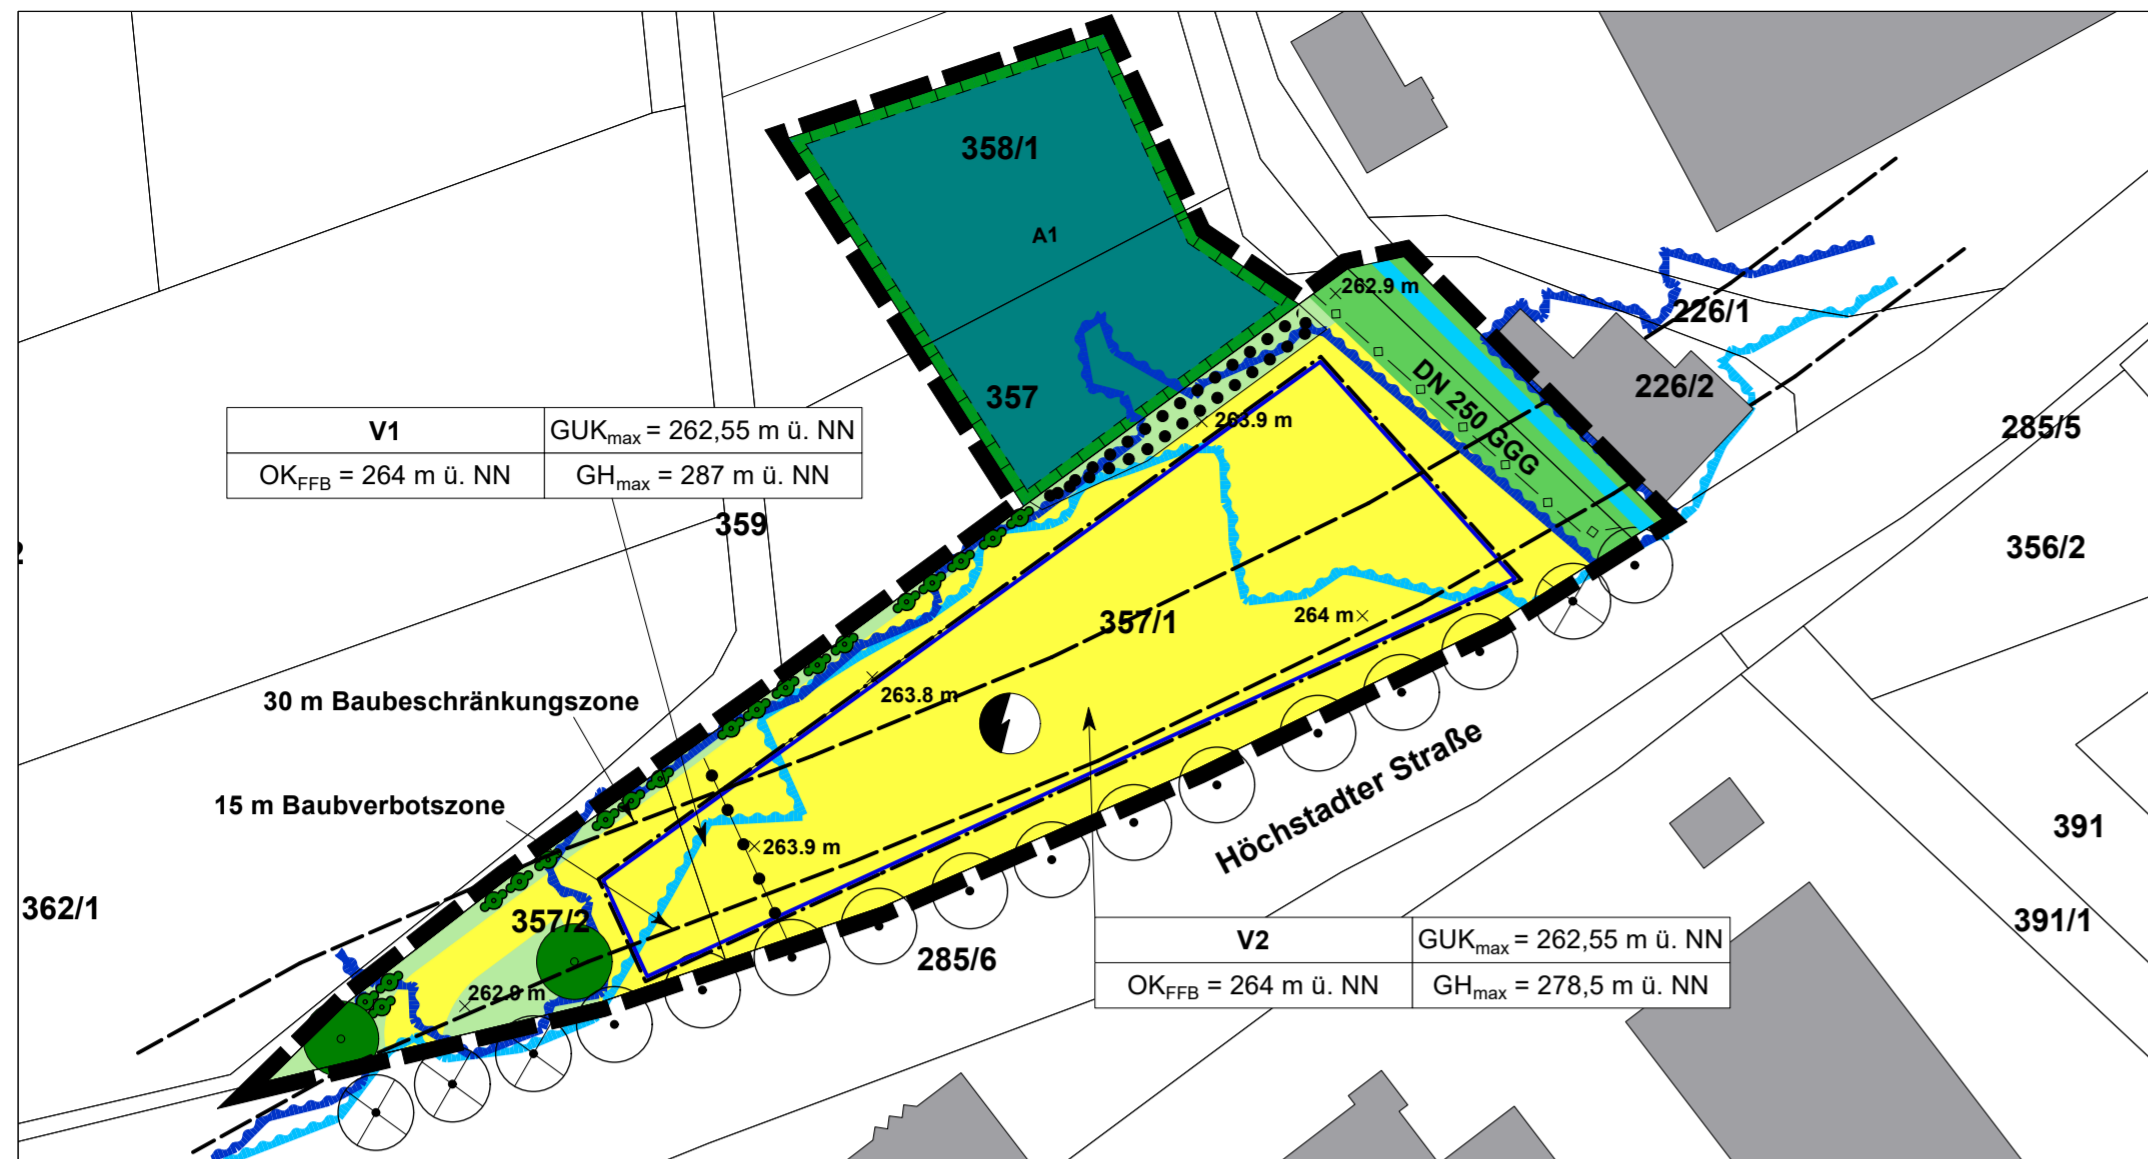 358/1
A1
262.9 m
226/1
DN 250 GGG
226/2
357
V1
GUKmax = 262,55 m ü. NN
OKFFB = 264 m ü. NN
GHmax = 287 m ü. NN
263.9 m
285/5
359
356/2
357/1
264 m
263.8 m
30 m Baubeschränkungszone
15 m Baubverbotszone
Höchstadter Straße
263.9 m
391
362/1
357/2
391/1
285/6
V2
GUKmax = 262,55 m ü. NN
OKFFB = 264 m ü. NN
GHmax = 278,5 m ü. NN
262.9 m